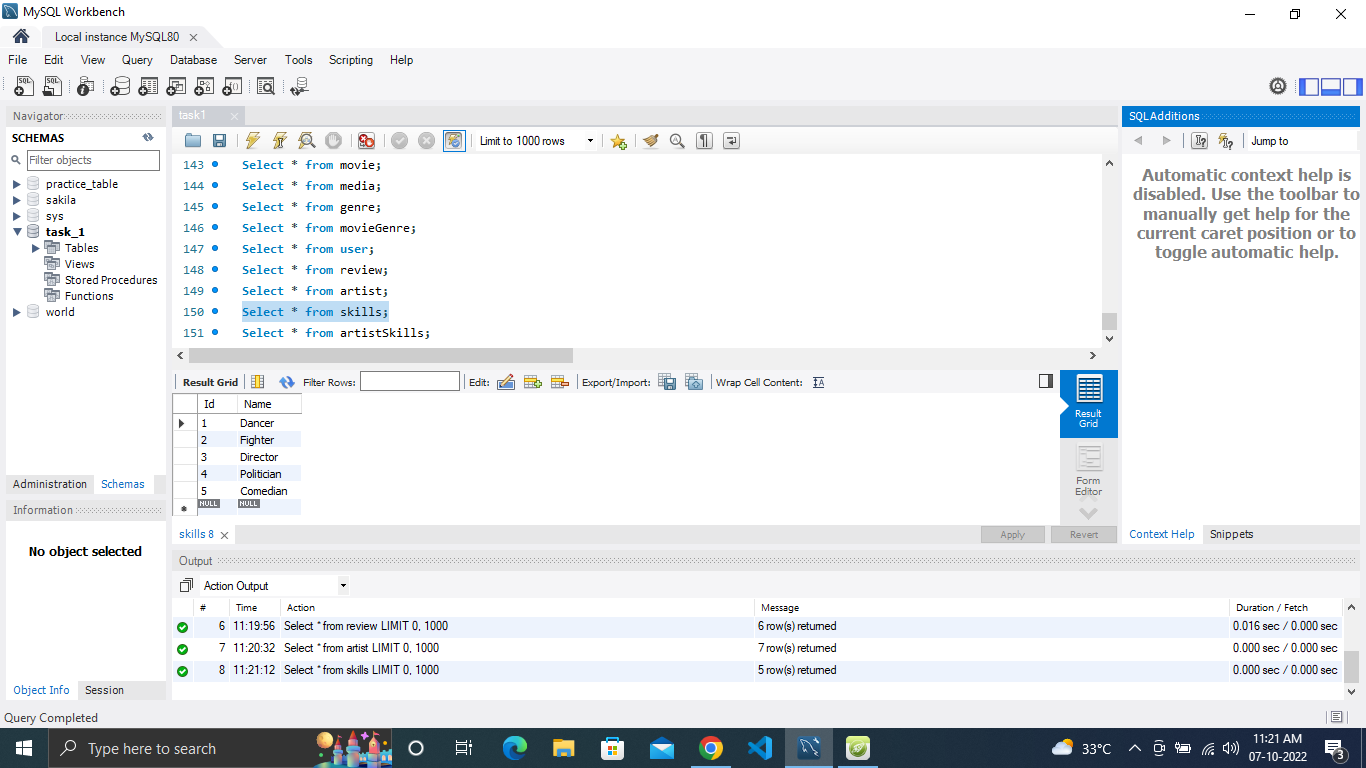 MySQL Workbench
Local instance MySQL80
File Edit View Query Database Server Tools Scripting Help
Navigator
SCHEMAS
Filter objects
practice_table
sakila
sys
task_1
Tables
Views
Stored Procedures
Functions
world
Administration Schemas
Information
No object selected
Object Info Session
task1
Limit to 1000 rows
143 Select * from movie;
144 Select * from media;
145 Select * from genre;
146 Select * from movieGenre;
147 Select * from user;
148 Select * from review;
149 Select * from artist;
150 Select * from skills;
151 Select * from artistSkills;
Result Grid Filter Rows: Edit: Export/Import: Wrap Cell Content:
Id Name
1 Dancer
2 Fighter
3 Director
4 Politician
5 Comedian
NULL NULL
Result
Grid
Form
Editor
skills 8 Apply Revert
SQLAdditions
Jump to
Automatic context help is
disabled. Use the toolbar to
manually get help for the
current caret position or to
toggle automatic help.
Context Help Snippets
Output
Action Output
# Time Action Message Duration / Fetch
6 11:19:56 Select * from review LIMIT 0, 1000 6 row(s) returned 0.016 sec / 0.000 sec
7 11:20:32 Select * from artist LIMIT 0, 1000 7 row(s) returned 0.000 sec / 0.000 sec
8 11:21:12 Select * from skills LIMIT 0, 1000 5 row(s) returned 0.000 sec / 0.000 sec
Query Completed
Type here to search
33°C
11:21 AM
07-10-2022
3